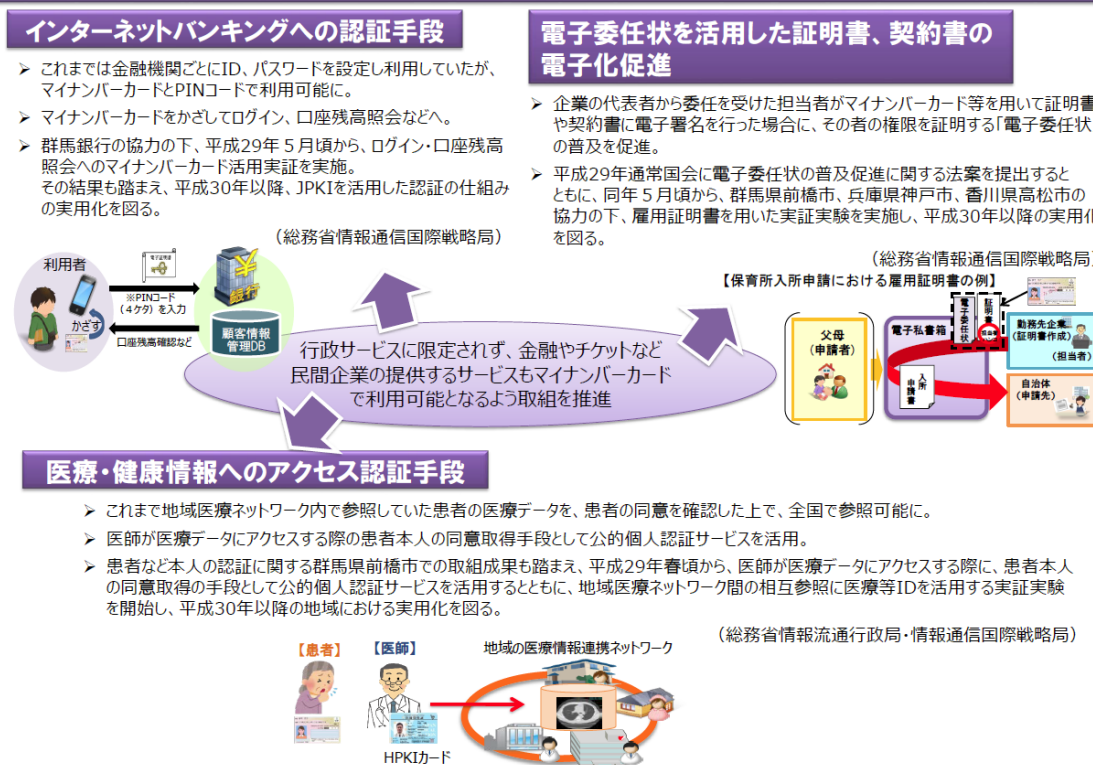 インターネットバンキングへの認証手段
➢ これまでは金融機関ごとにID、パスワードを設定し利用していたが、
マイナンバーカードとPINコードで利用可能に。
➢ マイナンバーカードをかざしてログイン、口座残高照会などへ。
➢ 群馬銀行の協力の下、平成29年５月頃から、ログイン・口座残高
照会へのマイナンバーカード活用実証を実施。
その結果も踏まえ、平成30年以降、JPKIを活用した認証の仕組み
の実用化を図る。
（総務省情報通信国際戦略局）
利用者
電子証明書
※PINコード
（４ケタ）を入力
かざす
口座残高確認など
銀行
顧客情報
管理DB
電子委任状を活用した証明書、契約書の
電子化促進
➢ 企業の代表者から委任を受けた担当者がマイナンバーカード等を用いて証明書
や契約書に電子署名を行った場合に、その者の権限を証明する「電子委任状
の普及を促進。
➢ 平成29年通常国会に電子委任状の普及促進に関する法案を提出すると
ともに、同年５月頃から、群馬県前橋市、兵庫県神戸市、香川県高松市の
協力の下、雇用証明書を用いた実証実験を実施し、平成30年以降の実用化
を図る。
（総務省情報通信国際戦略局）
【保育所入所申請における雇用証明書の例】
父母
（申請者）
電子私書箱
電子委任状
証明書
入所
申請書
勤務先企業
（証明書作成）
（担当者）
自治体
（申請先）
行政サービスに限定されず、金融やチケットなど
民間企業の提供するサービスもマイナンバーカード
で利用可能となるよう取組を推進
医療・健康情報へのアクセス認証手段
➢ これまで地域医療ネットワーク内で参照していた患者の医療データを、患者の同意を確認した上で、全国で参照可能に。
➢ 医師が医療データにアクセスする際の患者本人の同意取得手段として公的個人認証サービスを活用。
➢ 患者など本人の認証に関する群馬県前橋市での取組成果も踏まえ、平成29年春頃から、医師が医療データにアクセスする際に、患者本人
の同意取得の手段として公的個人認証サービスを活用するとともに、地域医療ネットワーク間の相互参照に医療等IDを活用する実証実験
を開始し、平成30年以降の地域における実用化を図る。
（総務省情報流通行政局・情報通信国際戦略局）
【患者】
【医師】
地域の医療情報連携ネットワーク
HPKIカード